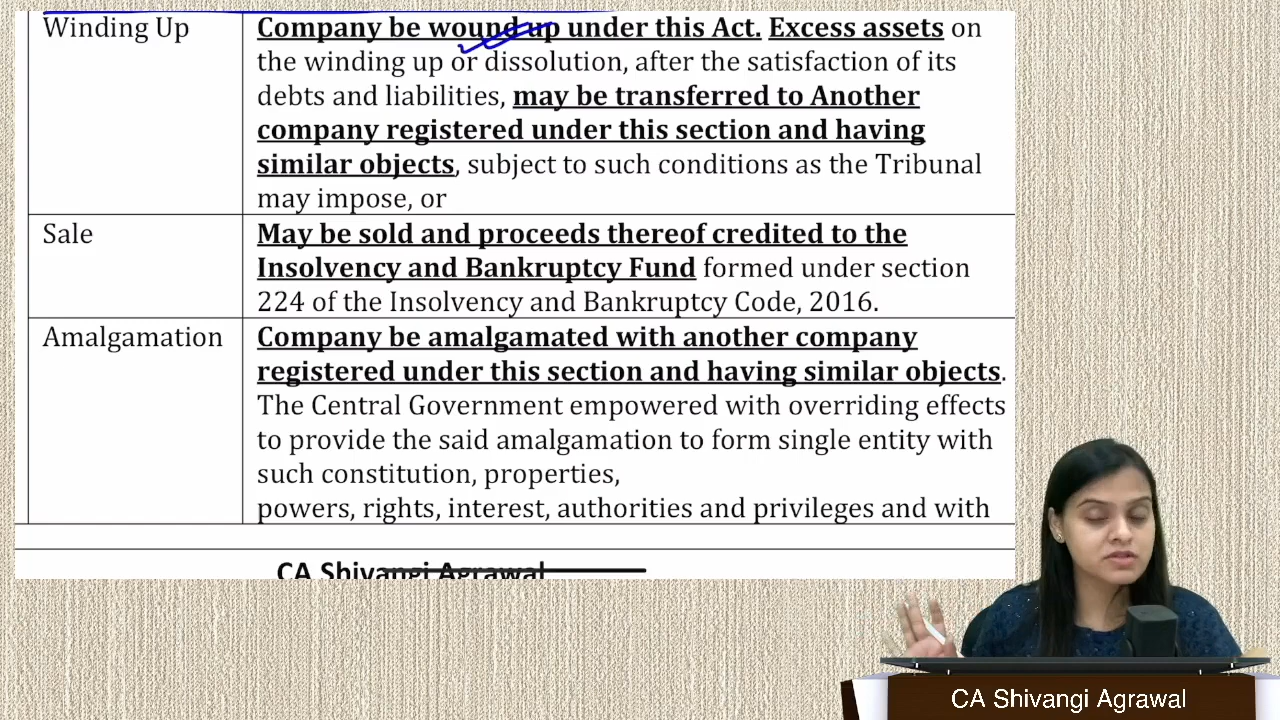 Winding Up
Company be wound up under this Act. Excess assets on
the winding up or dissolution, after the satisfaction of its
debts and liabilities, may be transferred to Another
company registered under this section and having
similar objects, subject to such conditions as the Tribunal
may impose, or
Sale
May be sold and proceeds thereof credited to the
Insolvency and Bankruptcy Fund formed under section
224 of the Insolvency and Bankruptcy Code, 2016.
Amalgamation
Company be amalgamated with another company
registered under this section and having similar objects.
The Central Government empowered with overriding effects
to provide the said amalgamation to form single entity with
such constitution, properties,
powers, rights, interest, authorities and privileges and with
CA Shivangi Agrawal
CA Shivangi Agrawal